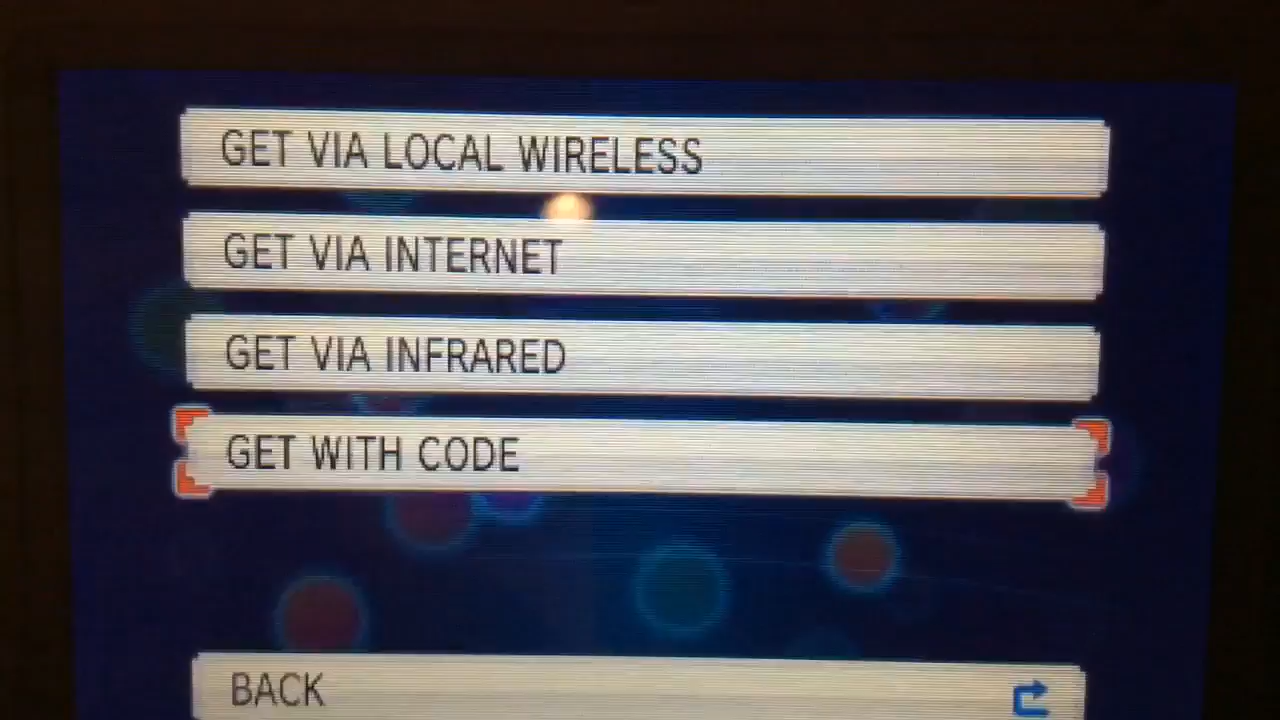 GET VIA LOCAL WIRELESS
GET VIA INTERNET
GET VIA INFRARED
GET WITH CODE
BACK